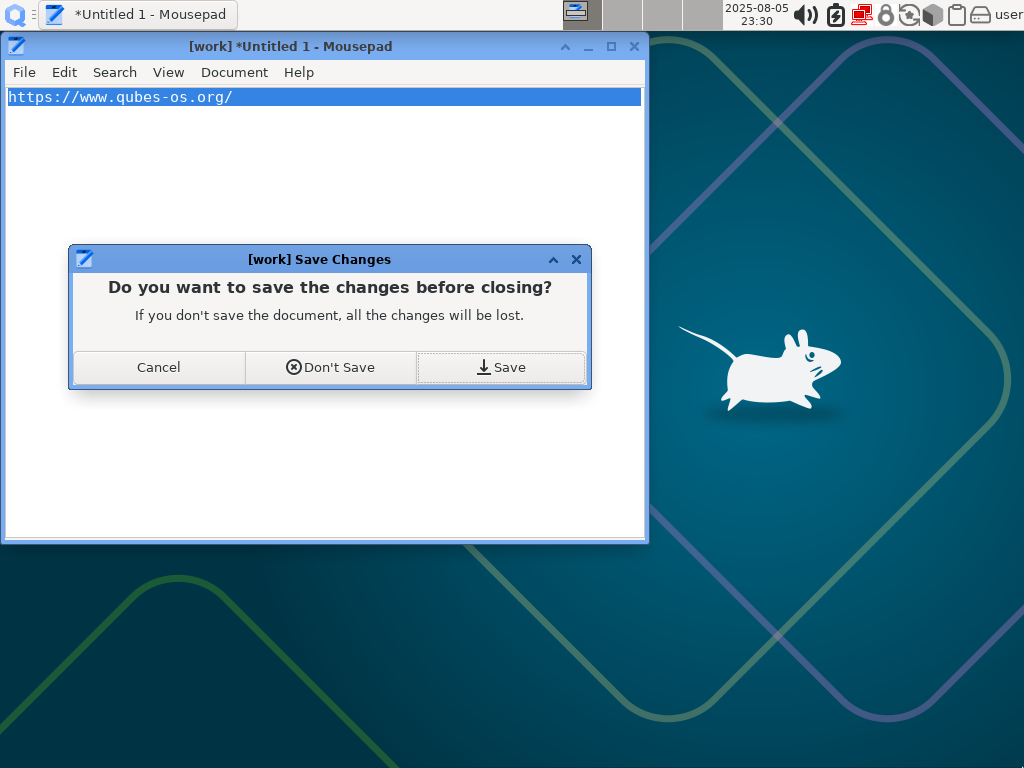 *Untitled 1 - Mousepad
2025-08-05
23:30
user
[work] *Untitled 1 - Mousepad
File Edit Search View Document Help
https://www.qubes-os.org/
[work] Save Changes
Do you want to save the changes before closing?
If you don't save the document, all the changes will be lost.
Cancel Don't Save Save